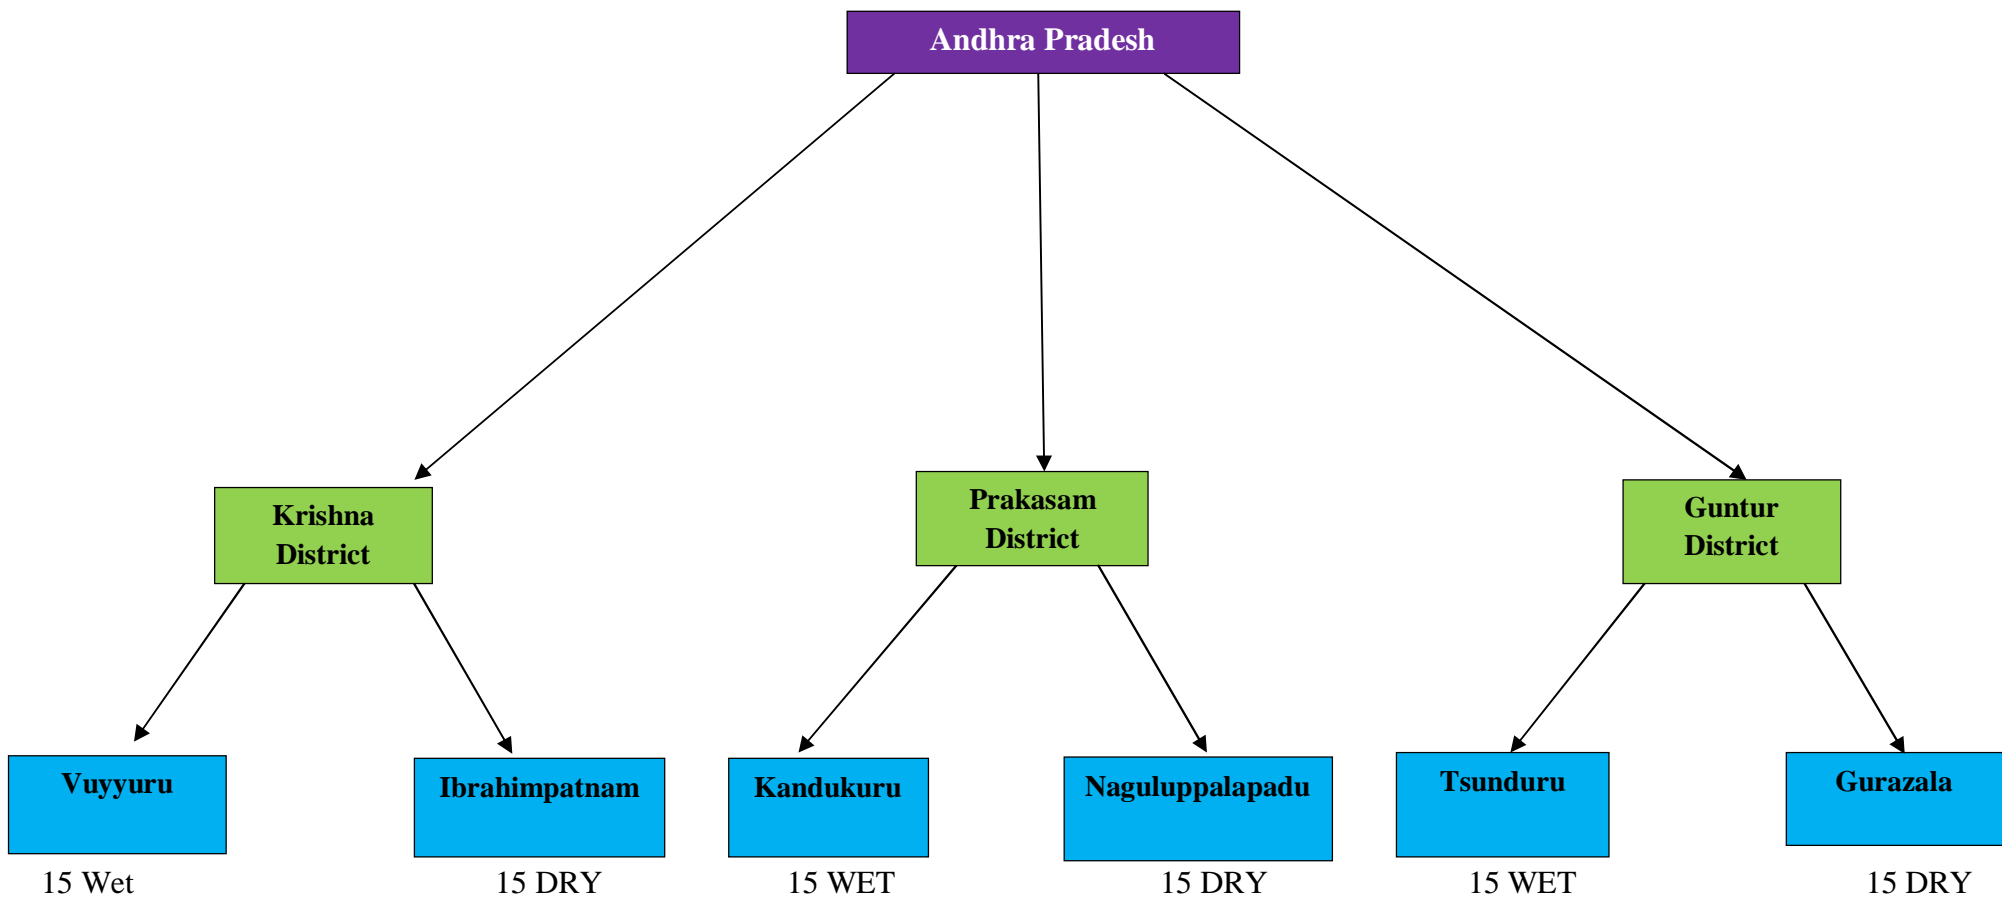 Andhra Pradesh
Krishna
District
Prakasam
District
Guntur
District
Vuyyuru
Ibrahimpatnam
Kandukuru
Naguluppalapadu
Tsunduru
Gurazala
15 Wet
15 DRY
15 WET
15 DRY
15 WET
15 DRY